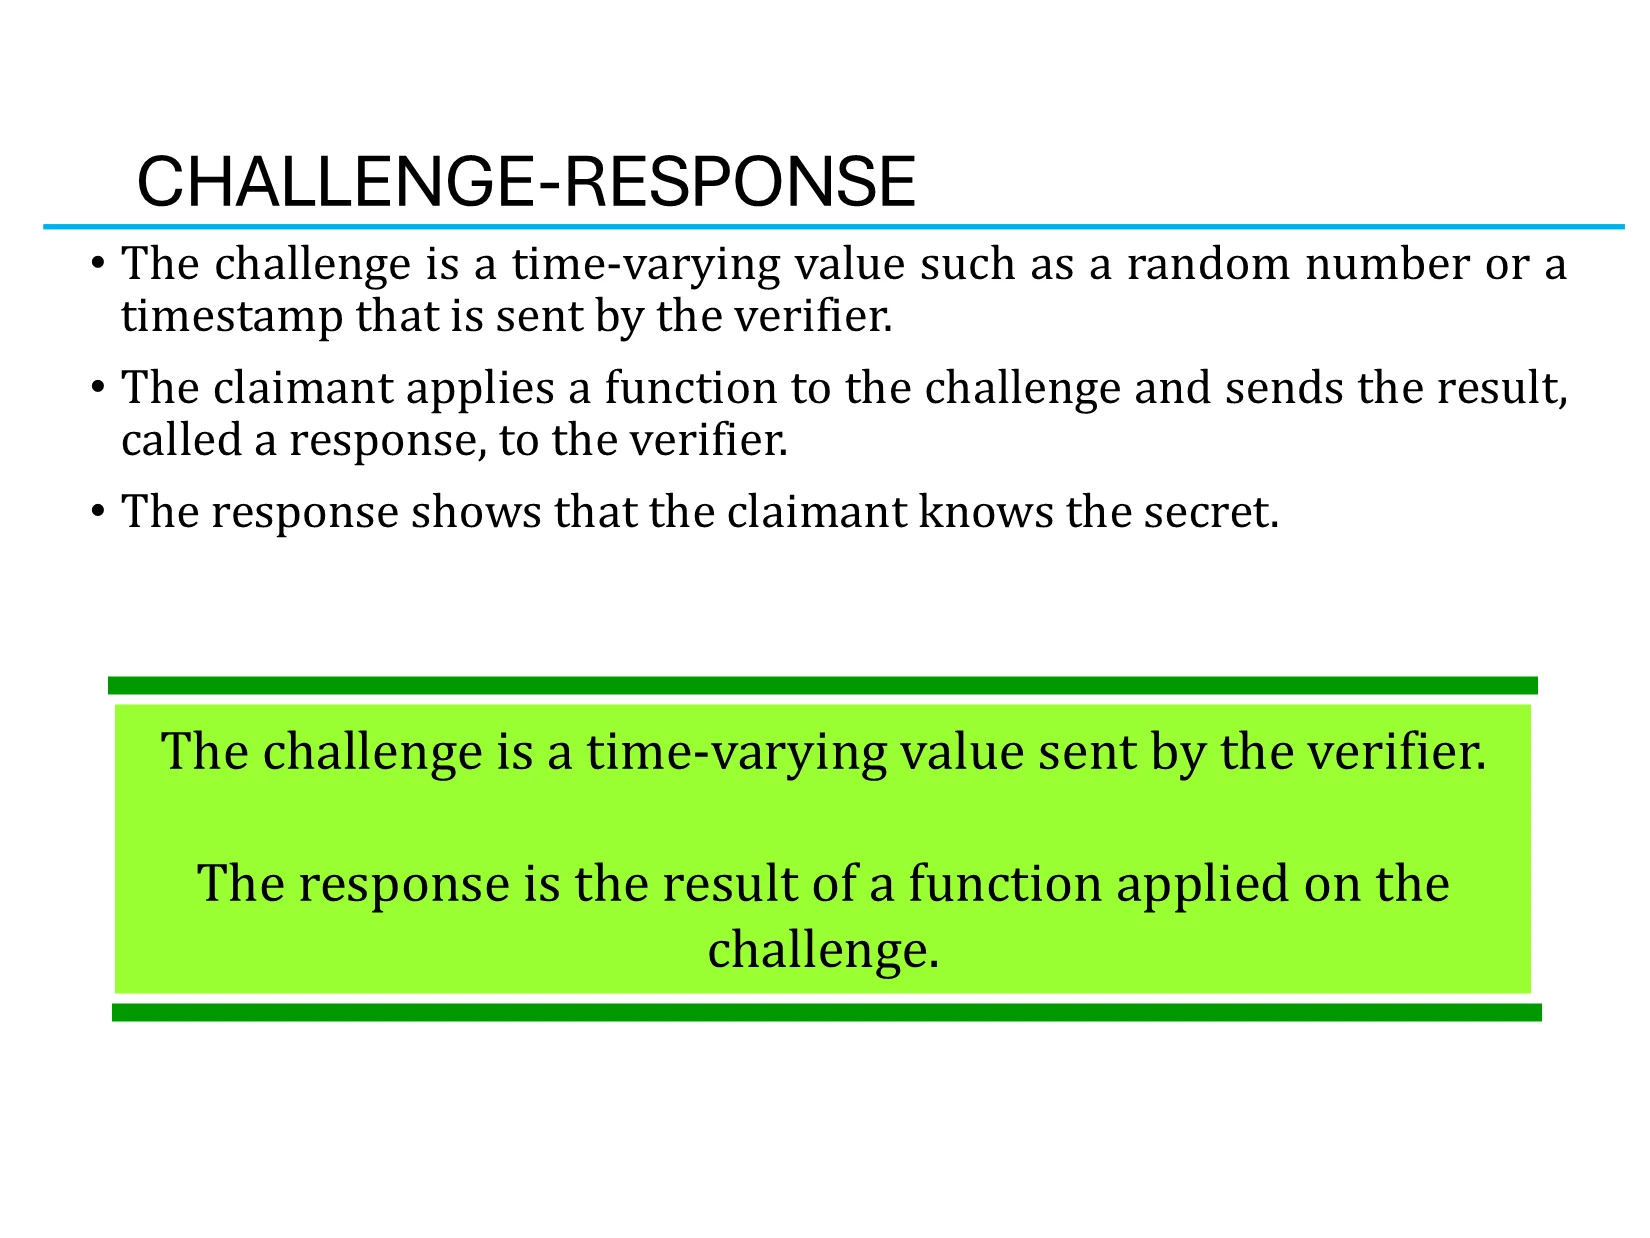 CHALLENGE-RESPONSE
• The challenge is a time-varying value such as a random number or a
timestamp that is sent by the verifier.
• The claimant applies a function to the challenge and sends the result,
called a response, to the verifier.
• The response shows that the claimant knows the secret.
The challenge is a time-varying value sent by the verifier.
The response is the result of a function applied on the
challenge.